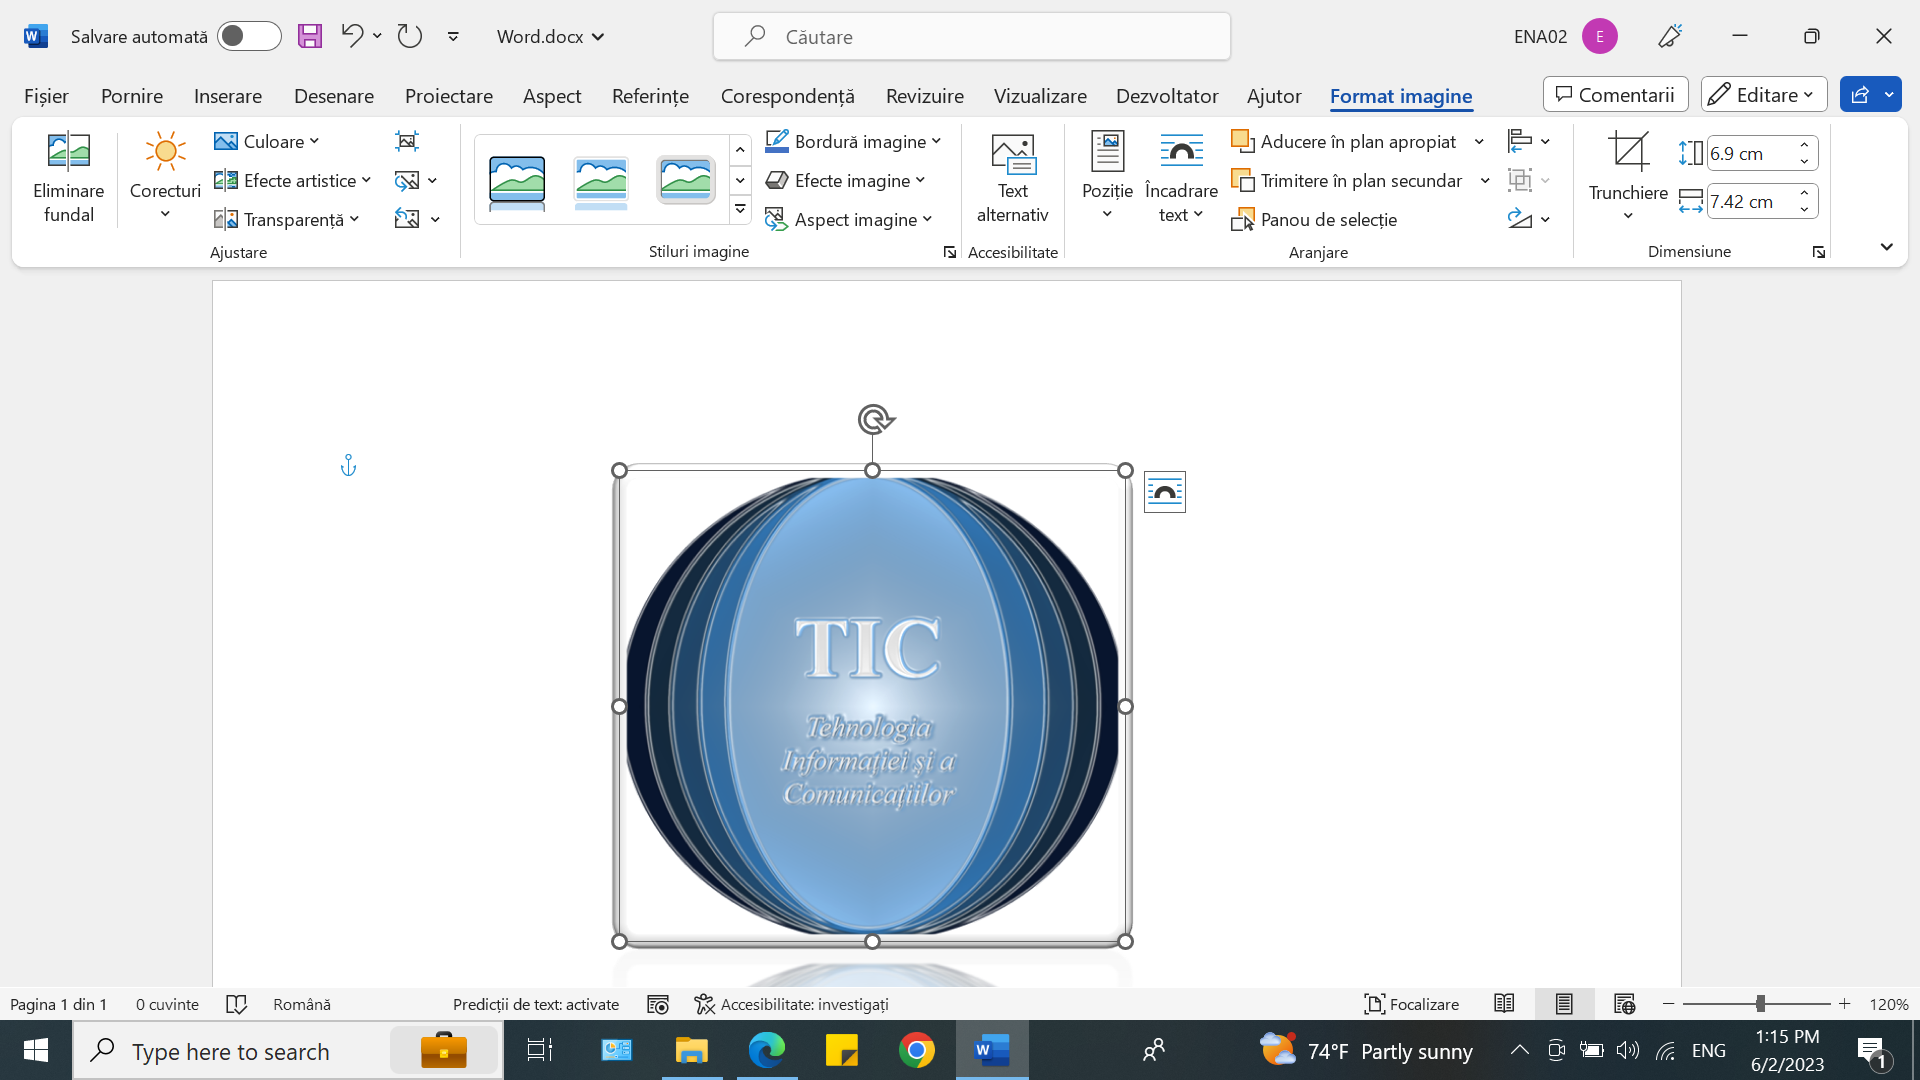 Salvare automată
Word.docx
Căutare
ENA02
E
Fișier
Pornire
Inserare
Desenare
Proiectare
Aspect
Referințe
Corespondență
Revizuire
Vizualizare
Dezvoltator
Ajutor
Format imagine
Comentarii
Editare
Eliminare
fundal
Corecturi
Culoare
Efecte artistice
Transparență
Ajustare
Bordură imagine
Efecte imagine
Aspect imagine
Stiluri imagine
Text
alternativ
Accesibilitate
Poziție
Încadrare
text
Aducere în plan apropiat
Trimitere în plan secundar
Panou de selecție
Aranjare
Trunchiere
6.9 cm
7.42 cm
Dimensiune
TIC
Tehnologia
Informației și a
Comunicațiilor
Pagina 1 din 1
0 cuvinte
Română
Predicții de text: activate
Accesibilitate: investigați
Focalizare
120%
Type here to search
74°F Partly sunny
ENG
1:15 PM
6/2/2023
1